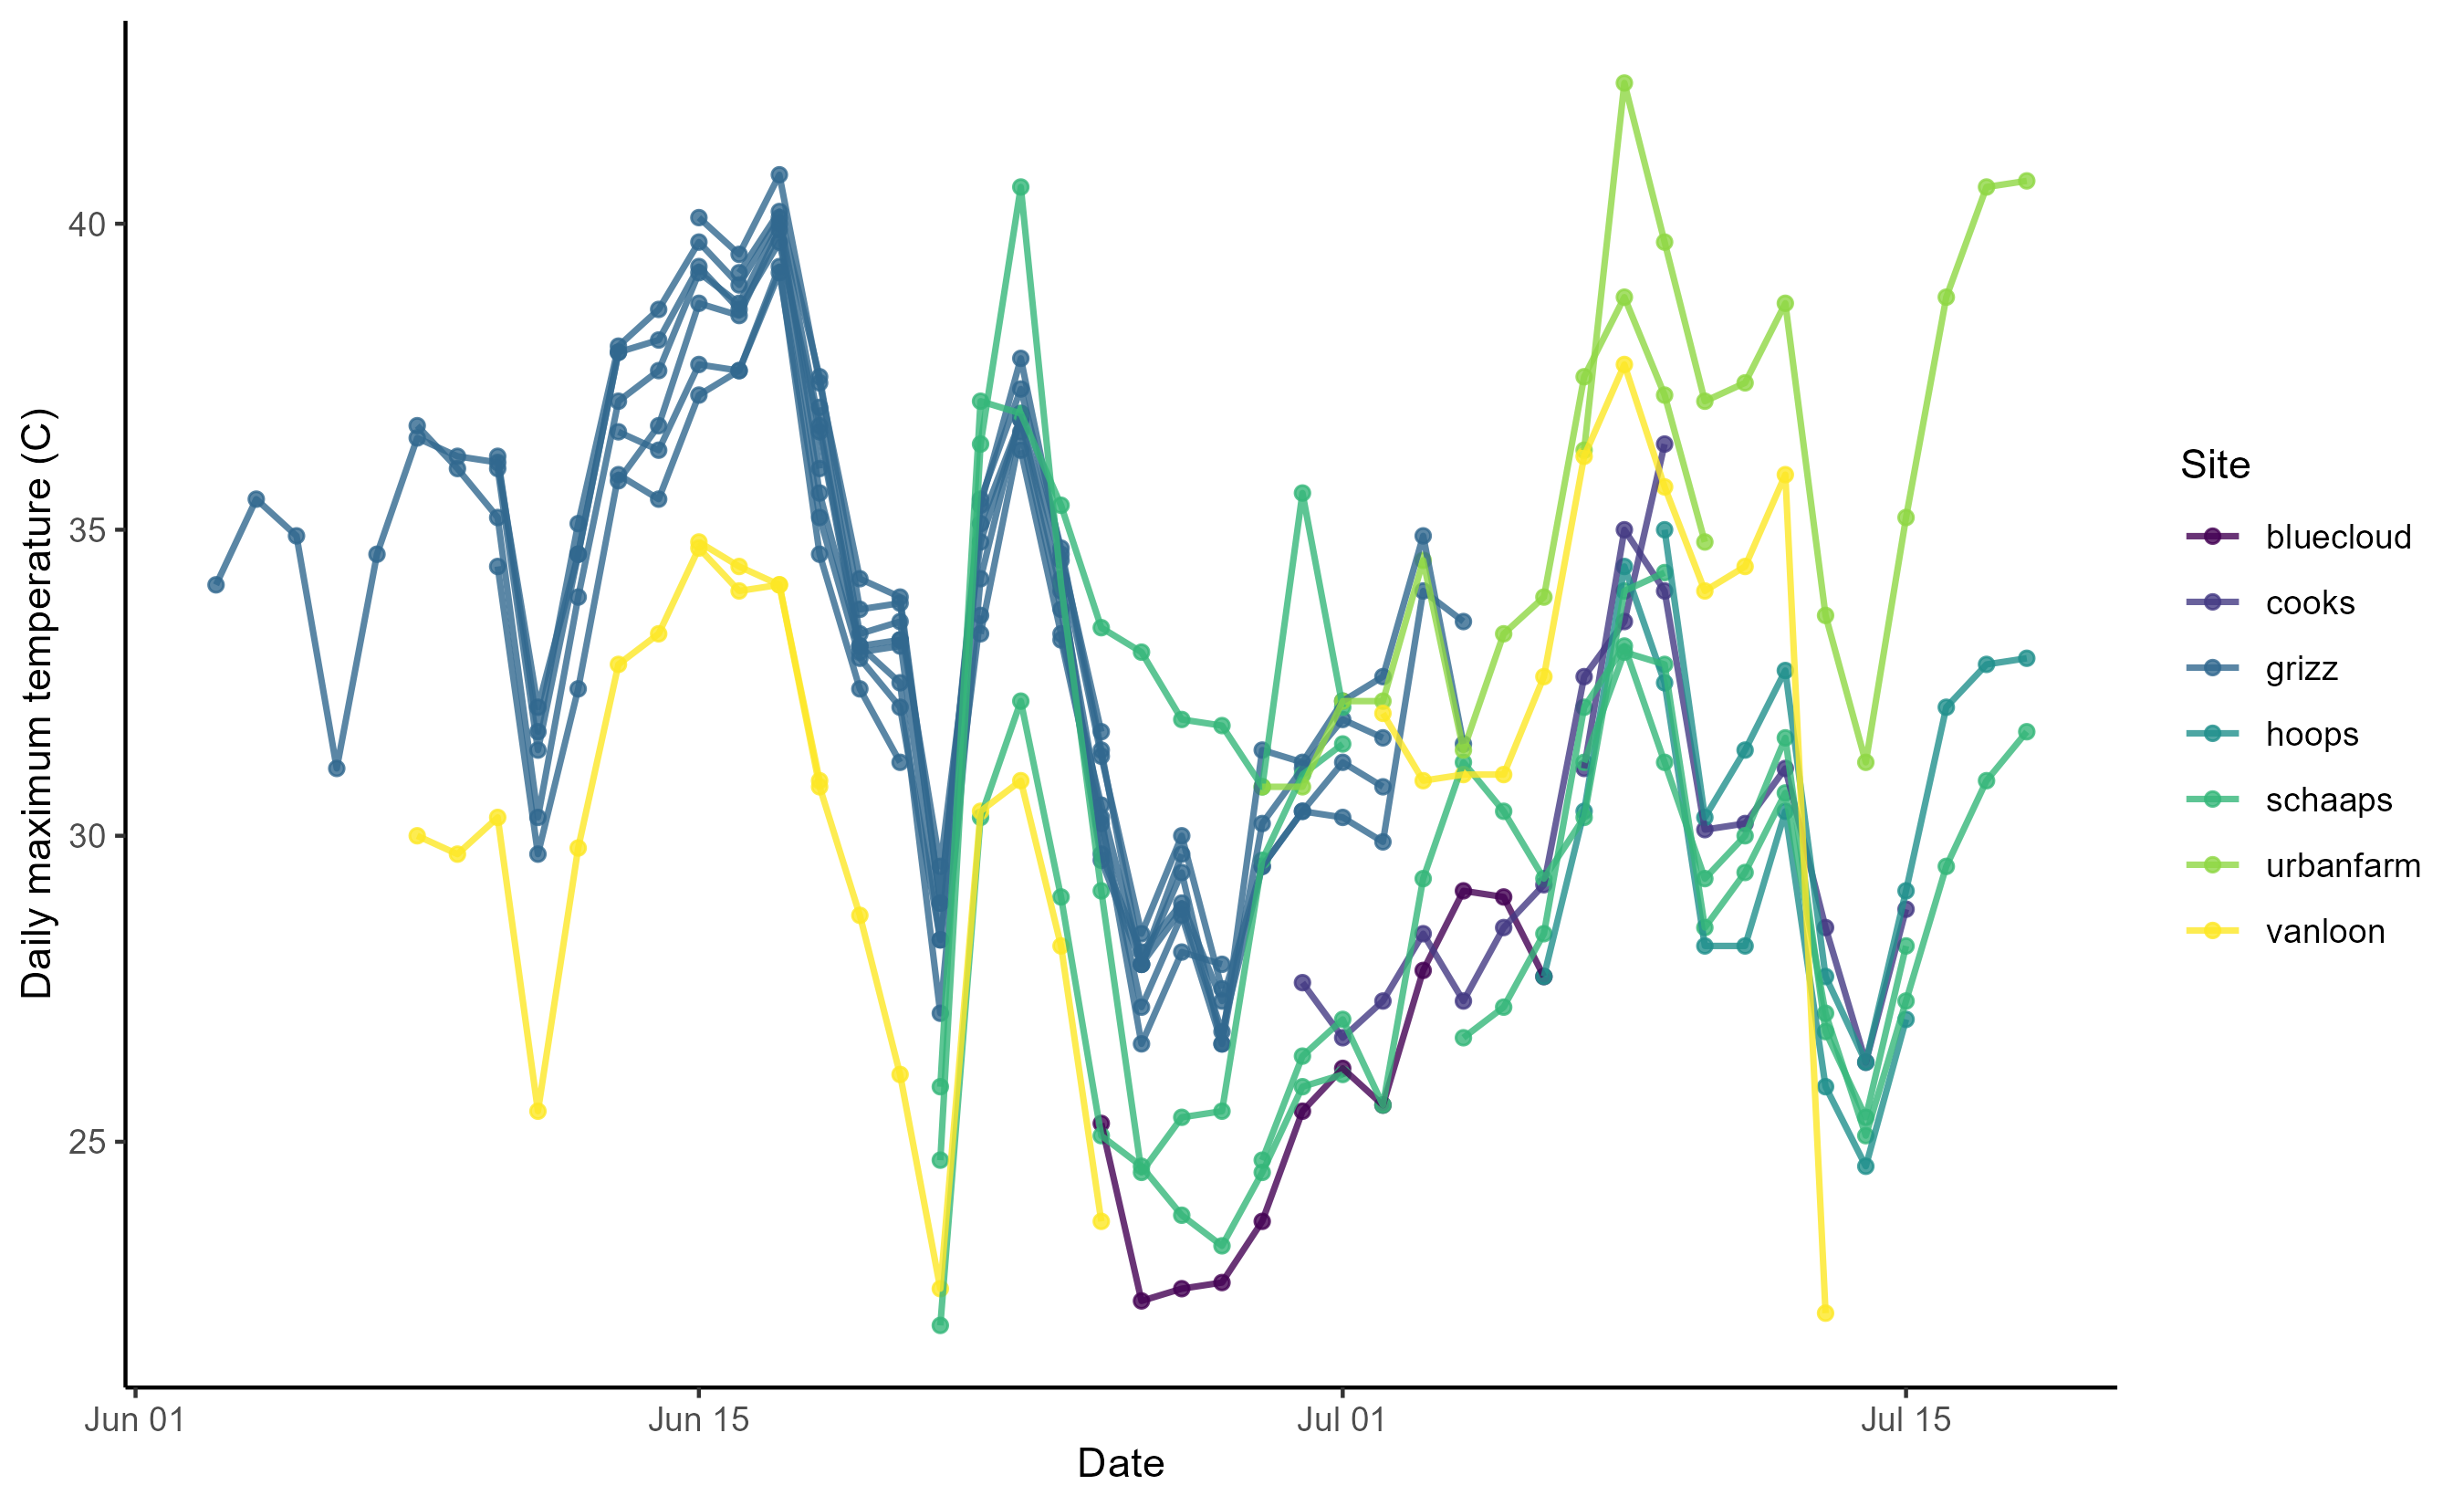 Daily maximum temperature (C)
40
35
30
25
Jun 01
Jun 15
Jul 01
Jul 15
Date
Site
bluecloud
cooks
grizz
hoops
schaaps
urbanfarm
vanloon